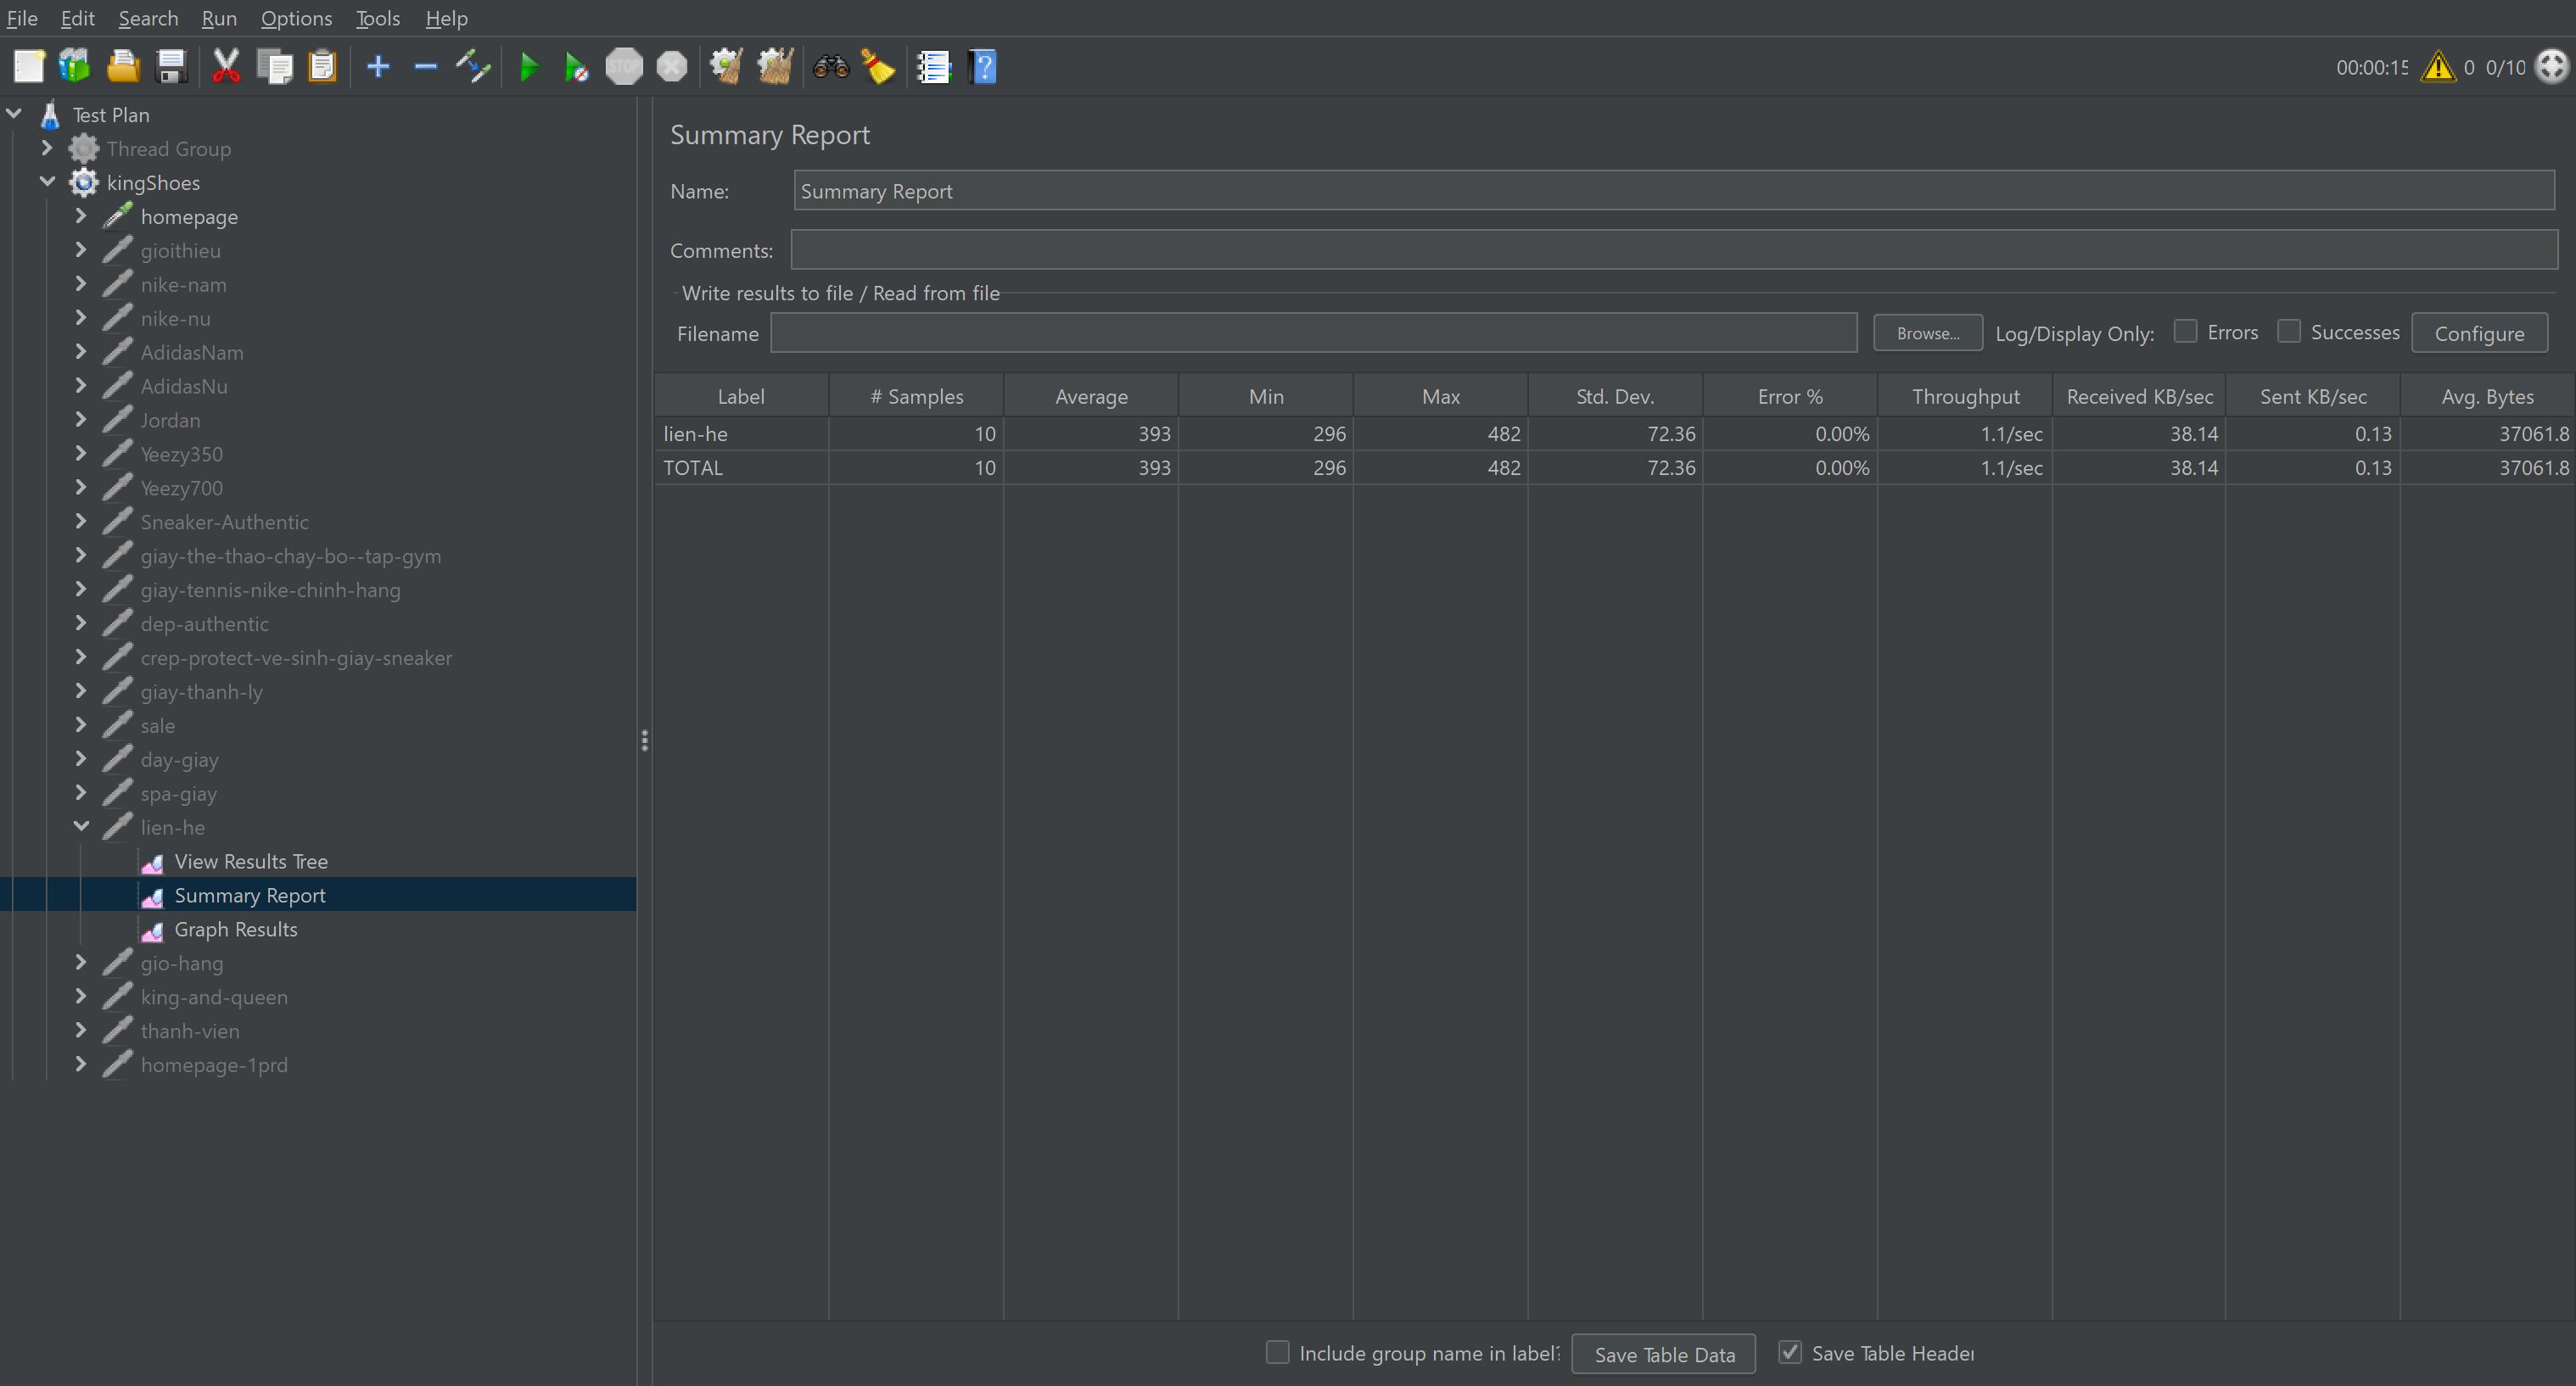 File Edit Search Run Options Tools Help
STOP
00:00:15 0 0/10
Test Plan
Thread Group
kingShoes
homepage
gioithieu
nike-nam
nike-nu
AdidasNam
AdidasNu
Jordan
Yeezy350
Yeezy700
Sneaker-Authentic
giay-the-thao-chay-bo--tap-gym
giay-tennis-nike-chinh-hang
dep-authentic
crep-protect-ve-sinh-giay-sneaker
giay-thanh-ly
sale
day-giay
spa-giay
lien-he
View Results Tree
Summary Report
Graph Results
gio-hang
king-and-queen
thanh-vien
homepage-1prd
Summary Report
Name: Summary Report
Comments:
Write results to file / Read from file
Filename Browse... Log/Display Only: Errors Successes Configure
Label # Samples Average Min Max Std. Dev. Error % Throughput Received KB/sec Sent KB/sec Avg. Bytes
lien-he 10 393 296 482 72.36 0.00% 1.1/sec 38.14 0.13 37061.8
TOTAL 10 393 296 482 72.36 0.00% 1.1/sec 38.14 0.13 37061.8
Include group name in label? Save Table Data Save Table Header